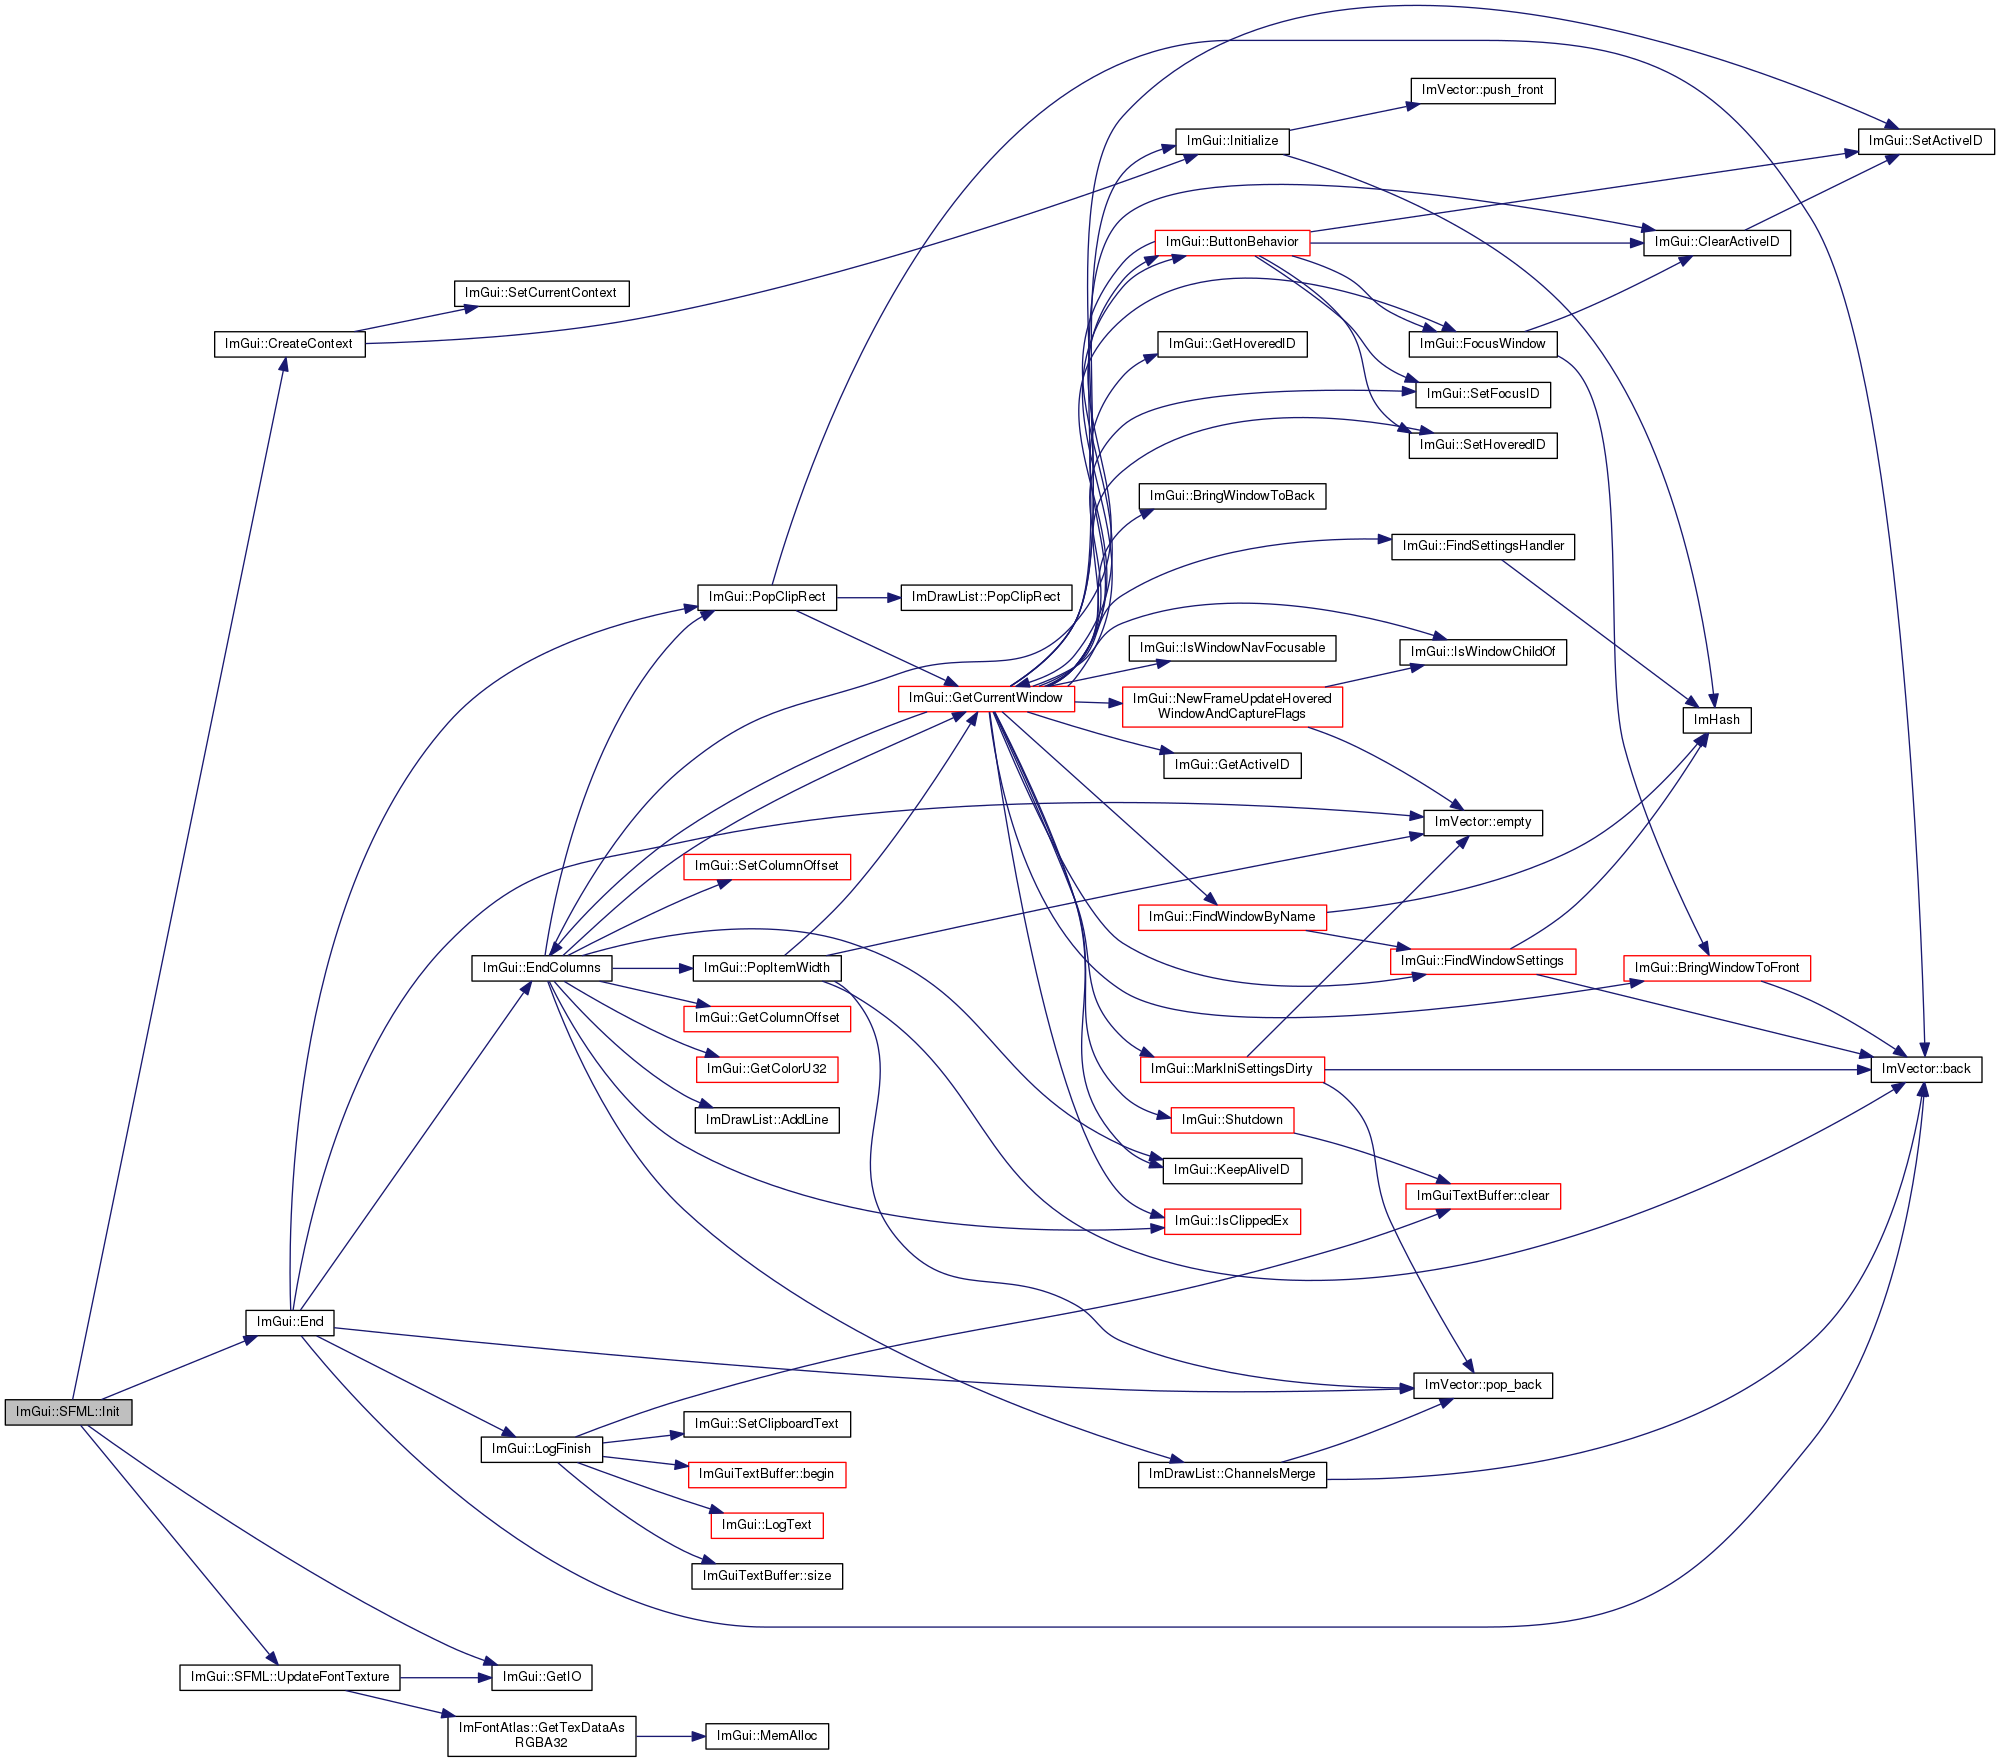 ImVector::push_front
ImGui::Initialize
ImGui::SetActiveID
ImGui::ButtonBehavior
ImGui::ClearActiveID
ImGui::SetCurrentContext
ImGui::CreateContext
ImGui::GetHoveredID
ImGui::FocusWindow
ImGui::SetFocusID
ImGui::SetHoveredID
ImGui::BringWindowToBack
ImGui::FindSettingsHandler
ImGui::PopClipRect
ImDrawList::PopClipRect
ImGui::IsWindowNavFocusable
ImGui::IsWindowChildOf
ImGui::GetCurrentWindow
ImGui::NewFrameUpdateHovered
WindowAndCaptureFlags
ImHash
ImGui::GetActiveID
ImVector::empty
ImGui::SetColumnOffset
ImGui::FindWindowByName
ImGui::EndColumns
ImGui::PopItemWidth
ImGui::FindWindowSettings
ImGui::BringWindowToFront
ImGui::GetColumnOffset
ImGui::GetColorU32
ImGui::MarkIniSettingsDirty
ImVector::back
ImDrawList::AddLine
ImGui::Shutdown
ImGui::KeepAliveID
ImGuiTextBuffer::clear
ImGui::IsClippedEx
ImGui::End
ImVector::pop_back
ImGui::SFML::Init
ImGui::SetClipboardText
ImGui::LogFinish
ImGuiTextBuffer::begin
ImDrawList::ChannelsMerge
ImGui::LogText
ImGuiTextBuffer::size
ImGui::SFML::UpdateFontTexture
ImGui::GetIO
ImFontAtlas::GetTexDataAs
RGBA32
ImGui::MemAlloc